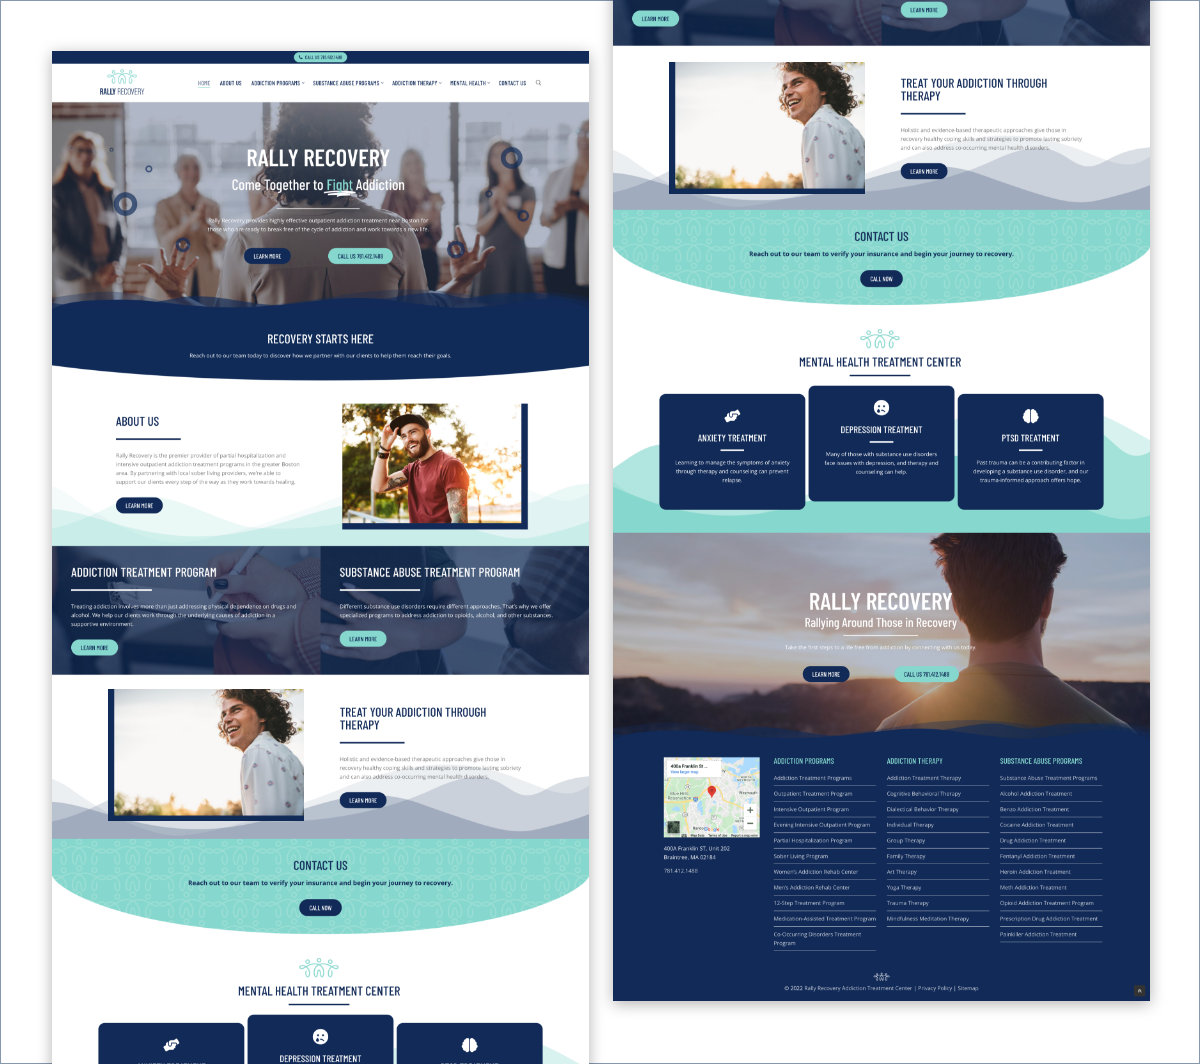 CALL US 781.412.1488
RALLY RECOVERY
HOME
ABOUT US
ADDICTION PROGRAMS
SUBSTANCE ABUSE PROGRAMS
ADDICTION THERAPY
MENTAL HEALTH
CONTACT US
RALLY RECOVERY
Come Together to Fight Addiction
Rally Recovery provides highly effective outpatient addiction treatment near Boston for
those who are ready to break free of the cycle of addiction and work towards a new life.
LEARN MORE
CALL US 781.412.1488
RECOVERY STARTS HERE
Reach out to our team today to discover how we partner with our clients to help them reach their goals.
ABOUT US
Rally Recovery is the premier provider of partial hospitalization and
intensive outpatient addiction treatment programs in the greater Boston
area. By partnering with local sober living providers, we're able to
support our clients every step of the way as they work towards healing.
LEARN MORE
ADDICTION TREATMENT PROGRAM
Treating addiction involves more than just addressing physical dependence on drugs and
alcohol. We help our clients work through the underlying causes of addiction in a
supportive environment.
LEARN MORE
SUBSTANCE ABUSE TREATMENT PROGRAM
Different substance use disorders require different approaches. That's why we offer
specialized programs to address addiction to opioids, alcohol, and other substances.
LEARN MORE
TREAT YOUR ADDICTION THROUGH
THERAPY
Holistic and evidence-based therapeutic approaches give those in
recovery healthy coping skills and strategies to promote lasting sobriety
and can also address co-occurring mental health disorders.
LEARN MORE
CONTACT US
Reach out to our team to verify your insurance and begin your journey to recovery.
CALL NOW
MENTAL HEALTH TREATMENT CENTER
DEPRESSION TREATMENT
LEARN MORE
LEARN MORE
TREAT YOUR ADDICTION THROUGH
THERAPY
Holistic and evidence-based therapeutic approaches give those in
recovery healthy coping skills and strategies to promote lasting sobriety
and can also address co-occurring mental health disorders.
LEARN MORE
CONTACT US
Reach out to our team to verify your insurance and begin your journey to recovery.
CALL NOW
MENTAL HEALTH TREATMENT CENTER
ANXIETY TREATMENT
Learning to manage the symptoms of anxiety
through therapy and counseling can prevent
relapse.
DEPRESSION TREATMENT
Many of those with substance use disorders
face issues with depression, and therapy and
counseling can help.
PTSD TREATMENT
Past trauma can be a contributing factor in
developing a substance use disorder, and our
trauma-informed approach offers hope.
RALLY RECOVERY
Rallying Around Those in Recovery
Take the first steps to a life free from addiction by connecting with us today.
LEARN MORE
CALL US 781.412.1488
400a Franklin St ...
View larger map
400A Franklin ST, Unit 202
Braintree, MA 02184
781.412.1488
ADDICTION PROGRAMS
Addiction Treatment Programs
Outpatient Treatment Program
Intensive Outpatient Program
Evening Intensive Outpatient Program
Partial Hospitalization Program
Sober Living Program
Women's Addiction Rehab Center
Men's Addiction Rehab Center
12-Step Treatment Program
Medication-Assisted Treatment Program
Co-Occurring Disorders Treatment
Program
ADDICTION THERAPY
Addiction Treatment Therapy
Cognitive Behavioral Therapy
Dialectical Behavior Therapy
Individual Therapy
Group Therapy
Family Therapy
Art Therapy
Yoga Therapy
Trauma Therapy
Mindfulness Meditation Therapy
SUBSTANCE ABUSE PROGRAMS
Substance Abuse Treatment Programs
Alcohol Addiction Treatment
Benzo Addiction Treatment
Cocaine Addiction Treatment
Drug Addiction Treatment
Fentanyl Addiction Treatment
Heroin Addiction Treatment
Meth Addiction Treatment
Opioid Addiction Treatment Program
Prescription Drug Addiction Treatment
Painkiller Addiction Treatment
© 2022 Rally Recovery Addiction Treatment Center | Privacy Policy | Sitemap